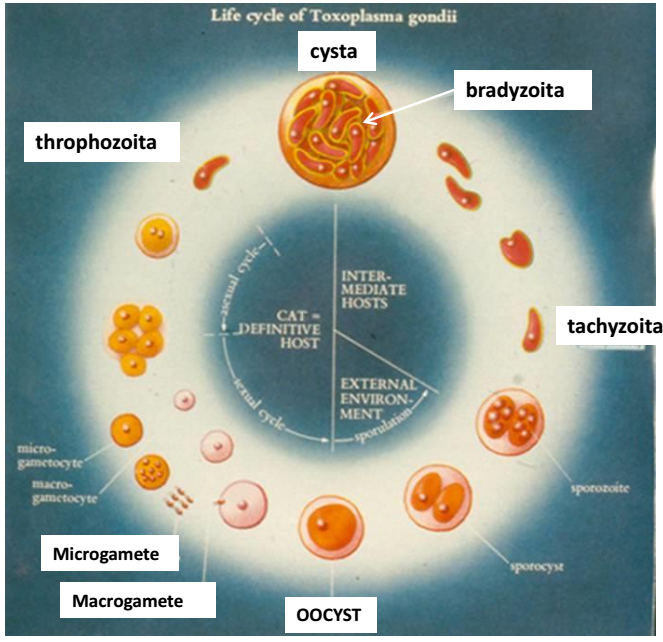 Life cycle of Toxoplasma gondii
cysta
bradyzoita
throphozoita
asexual cycle
INTER-
MEDIATE
HOSTS
CAT =
DEFINITIVE
HOST
tachyzoita
EXTERNAL
ENVIRON-
MENT
sexual cycle
sporulation
micro-
gametocyte
macro-
gametocyte
sporozoite
sporocyst
Microgamete
Macrogamete
OOCYST